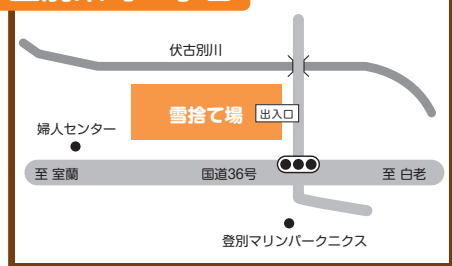 伏古別川
雪捨て場
出入口
婦人センター
至 室蘭
国道36号
至 白老
登別マリンパークニクス